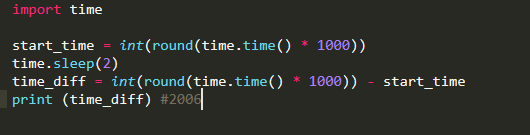 import time
start_time = int(round(time.time() * 1000))
time.sleep(2)
time_diff = int(round(time.time() * 1000)) - start_time
print (time_diff) #2006